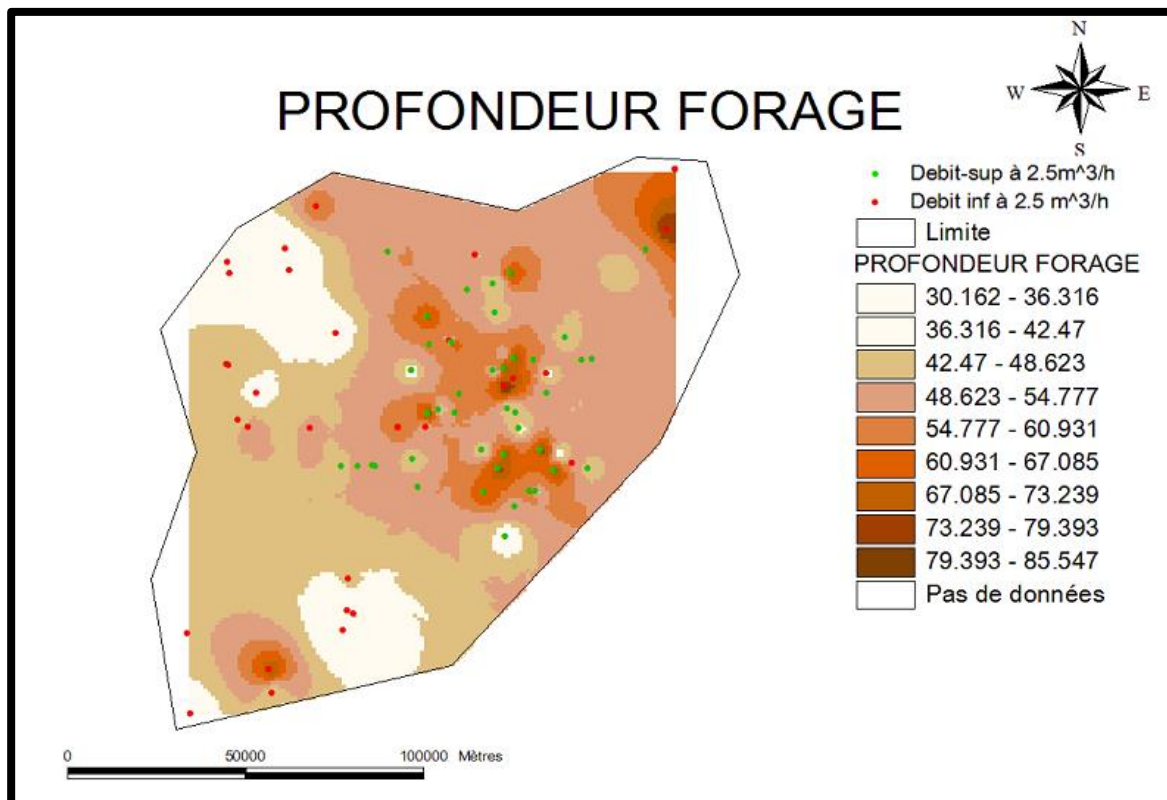 N
W E
S
PROFONDEUR FORAGE
Debit-sup à 2.5m^3/h
Debit inf à 2.5 m^3/h
Limite
PROFONDEUR FORAGE
30.162 - 36.316
36.316 - 42.47
42.47 - 48.623
48.623 - 54.777
54.777 - 60.931
60.931 - 67.085
67.085 - 73.239
73.239 - 79.393
79.393 - 85.547
Pas de données
0 50000 100000 Mètres